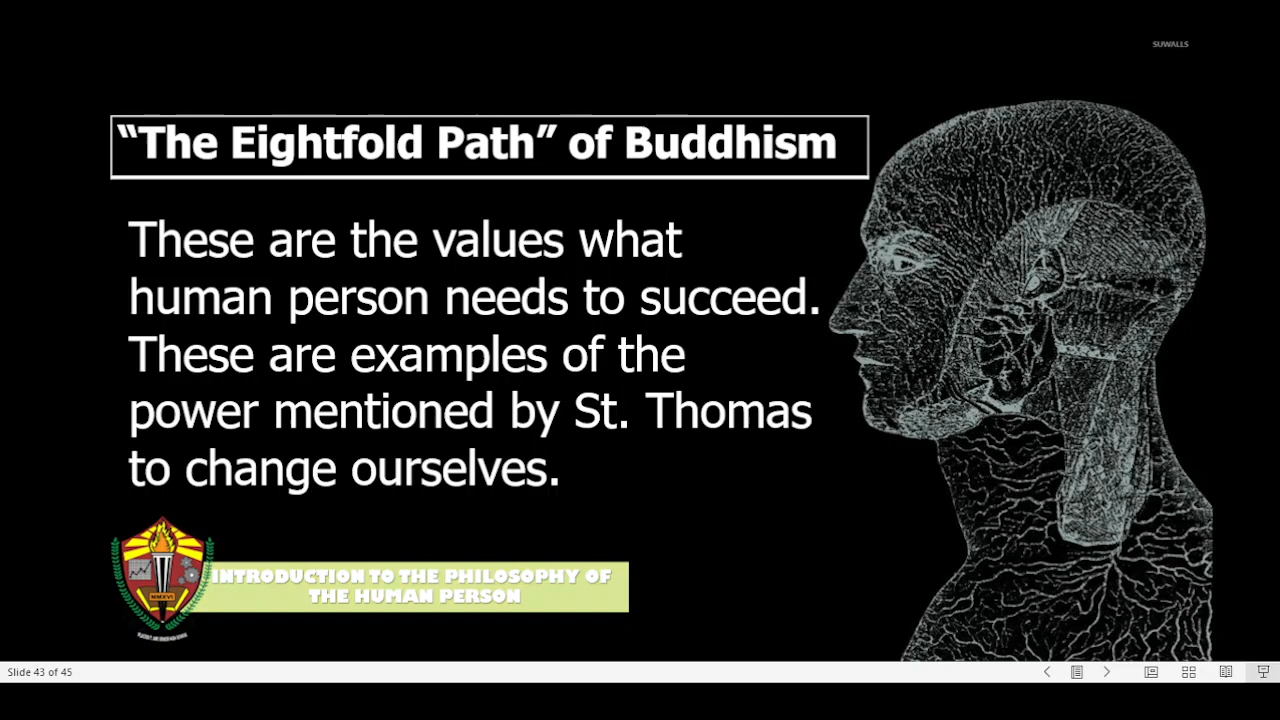 SUWALLS
“The Eightfold Path” of Buddhism
These are the values what
human person needs to succeed.
These are examples of the
power mentioned by St. Thomas
to change ourselves.
MMXVI
INTRODUCTION TO THE PHILOSOPHY OF
THE HUMAN PERSON
Slide 43 of 45